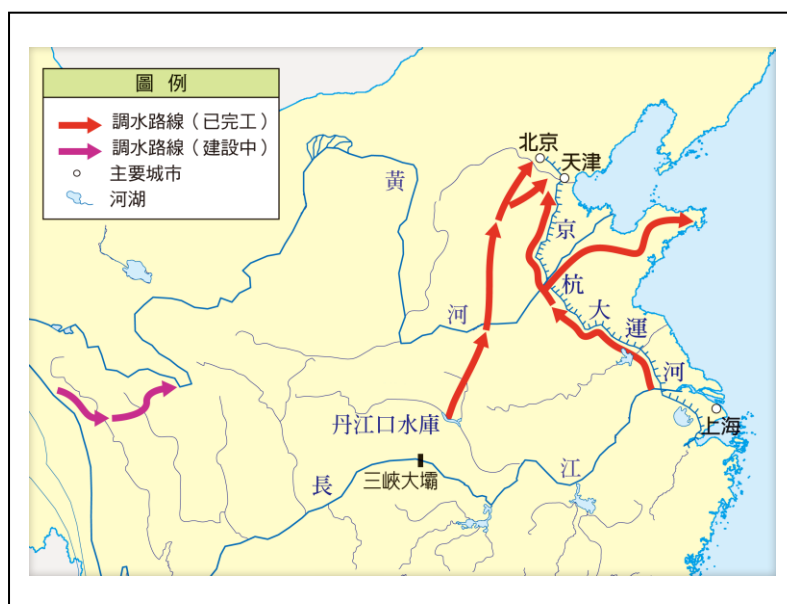 圖例
調水路線（已完工）
調水路線（建設中）
主要城市
河湖
北京
天津
黃
河
京
杭
大
運
河
丹江口水庫
三峽大壩
長
江
上海